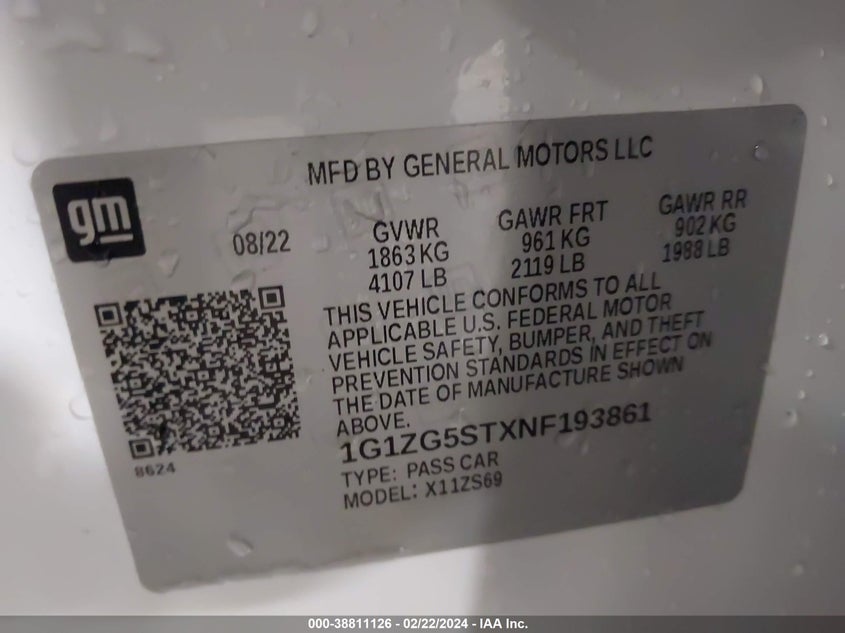 MFD BY GENERAL MOTORS LLC
gm
08/22
GVWR
1863 KG
4107 LB
GAWR FRT
961 KG
2119 LB
GAWR RR
902 KG
1988 LB
THIS VEHICLE CONFORMS TO ALL
APPLICABLE U.S. FEDERAL MOTOR
VEHICLE SAFETY, BUMPER, AND THEFT
PREVENTION STANDARDS IN EFFECT ON
THE DATE OF MANUFACTURE SHOWN
ABOVE.
1G1ZG5STXNF193861
8624
TYPE: PASS CAR
MODEL: X11ZS69
000-38811126 - 02/22/2024 - IAA Inc.